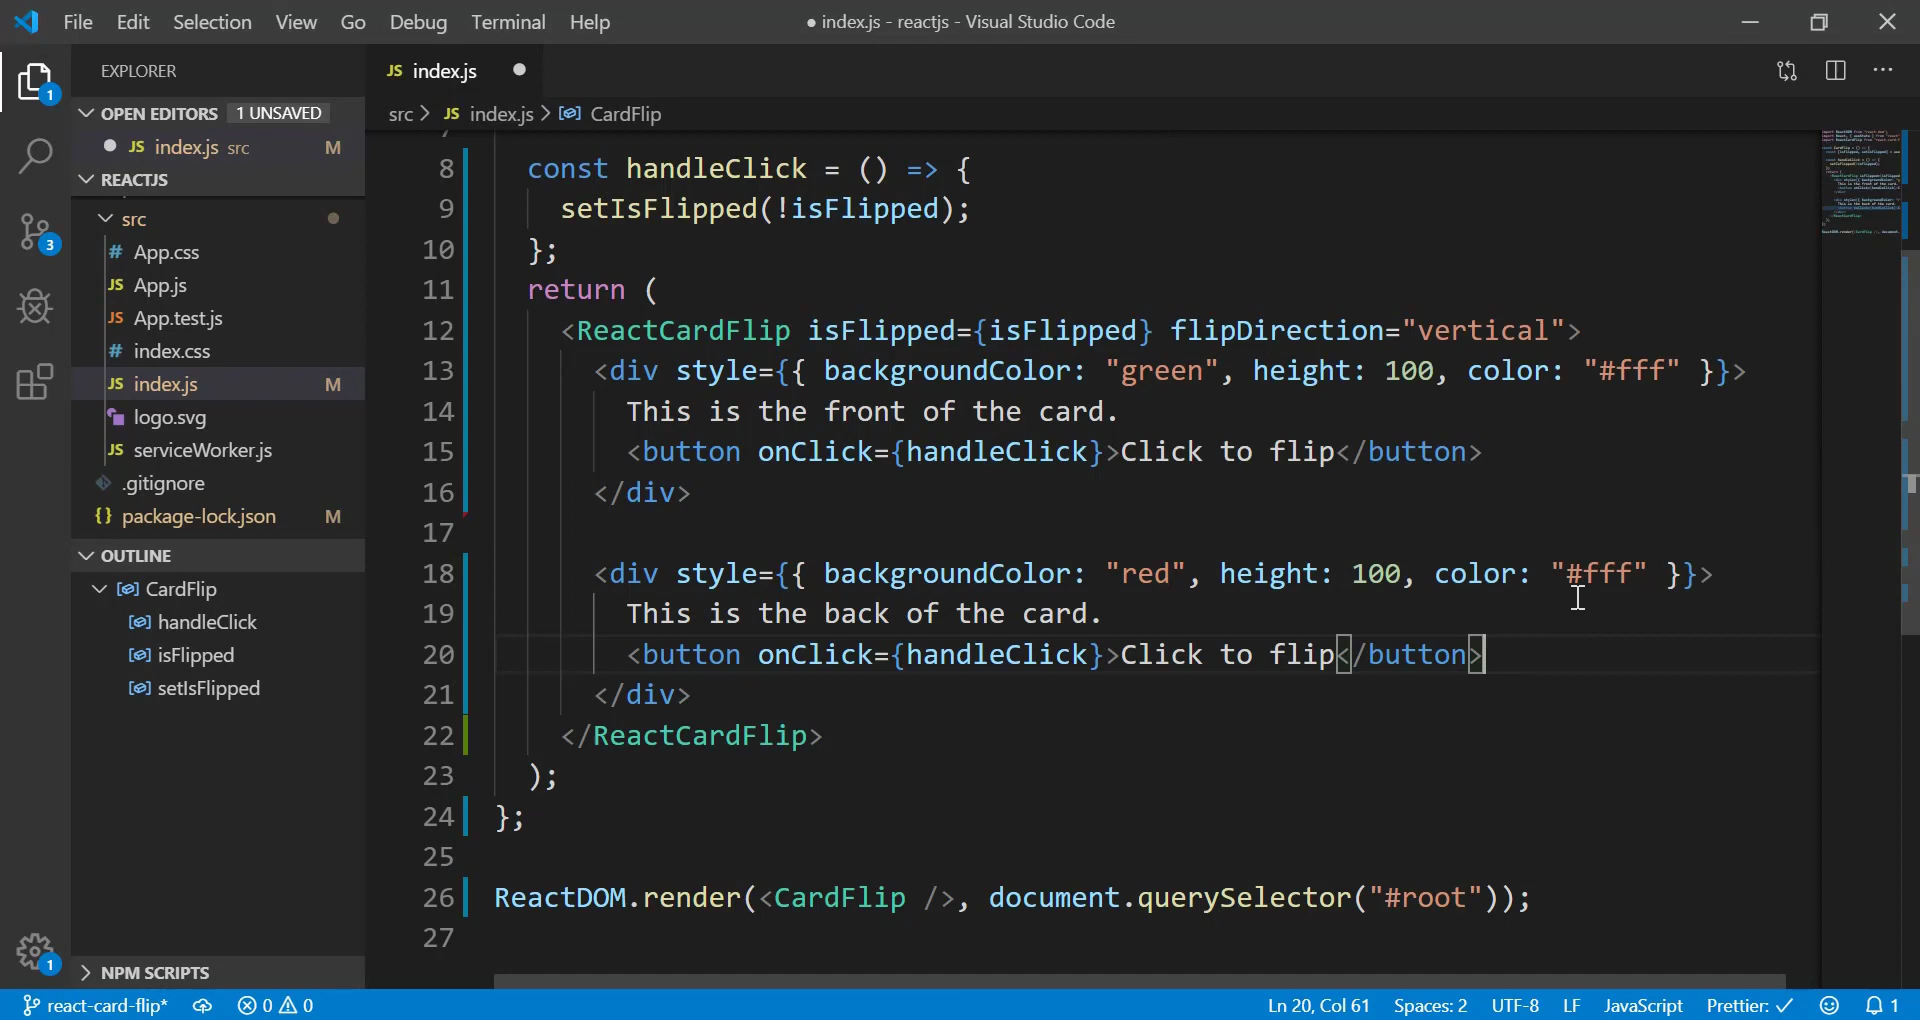 File Edit Selection View Go Debug Terminal Help
● index.js - reactjs - Visual Studio Code
EXPLORER
OPEN EDITORS 1 UNSAVED
JS index.js src M
REACTJS
src
# App.css
JS App.js
JS App.test.js
# index.css
JS index.js M
logo.svg
JS serviceWorker.js
.gitignore
{} package-lock.json M
OUTLINE
CardFlip
handleClick
isFlipped
setIsFlipped
NPM SCRIPTS
1
3
1
JS index.js
src > JS index.js > CardFlip
8 const handleClick = () => {
9 setIsFlipped(!isFlipped);
10 };
11 return (
12 <ReactCardFlip isFlipped={isFlipped} flipDirection="vertical">
13 <div style={{ backgroundColor: "green", height: 100, color: "#fff" }}>
14 This is the front of the card.
15 <button onClick={handleClick}>Click to flip</button>
16 </div>
17
18 <div style={{ backgroundColor: "red", height: 100, color: "#fff" }}>
19 This is the back of the card.
20 <button onClick={handleClick}>Click to flip</button>
21 </div>
22 </ReactCardFlip>
23 );
24 };
25
26 ReactDOM.render(<CardFlip />, document.querySelector("#root"));
27
react-card-flip* 0 0 Ln 20, Col 61 Spaces: 2 UTF-8 LF JavaScript Prettier: ✓ 1